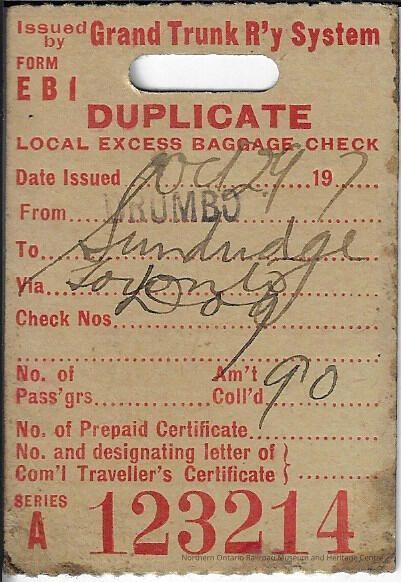 Issued by Grand Trunk R'y System
FORM
EB1
DUPLICATE
LOCAL EXCESS BAGGAGE CHECK
Date Issued Oct 29 19 7
From DRUMBO
To Sundridge
Via Toronto
Dog
Check Nos.
No. of Pass'grs. Am't Coll'd 90
No. of Prepaid Certificate
No. and designating letter of
Com'l Traveller's Certificate
SERIES
A 123214
Northern Ontario Railroad Museum and Heritage Centre